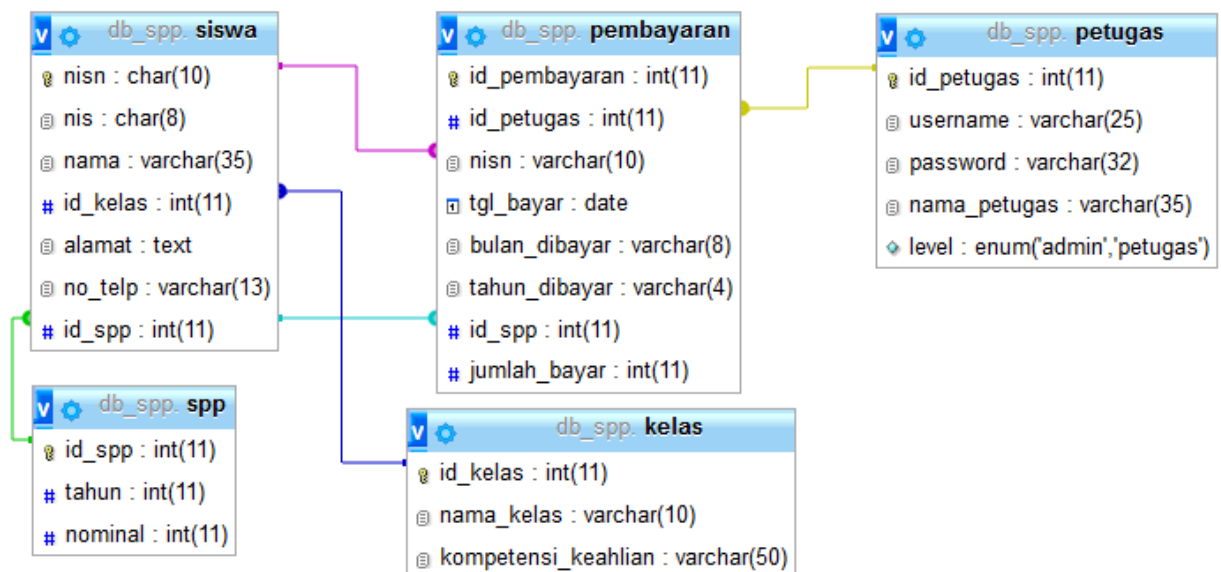 db_spp. siswa
nisn : char(10)
nis : char(8)
nama : varchar(35)
# id_kelas : int(11)
alamat : text
no_telp : varchar(13)
# id_spp : int(11)
db_spp. pembayaran
id_pembayaran : int(11)
# id_petugas : int(11)
nisn : varchar(10)
tgl_bayar : date
bulan_dibayar : varchar(8)
tahun_dibayar : varchar(4)
# id_spp : int(11)
# jumlah_bayar : int(11)
db_spp. petugas
id_petugas : int(11)
username : varchar(25)
password : varchar(32)
nama_petugas : varchar(35)
level : enum('admin','petugas')
db_spp. spp
id_spp : int(11)
# tahun : int(11)
# nominal : int(11)
db_spp. kelas
id_kelas : int(11)
nama_kelas : varchar(10)
kompetensi_keahlian : varchar(50)